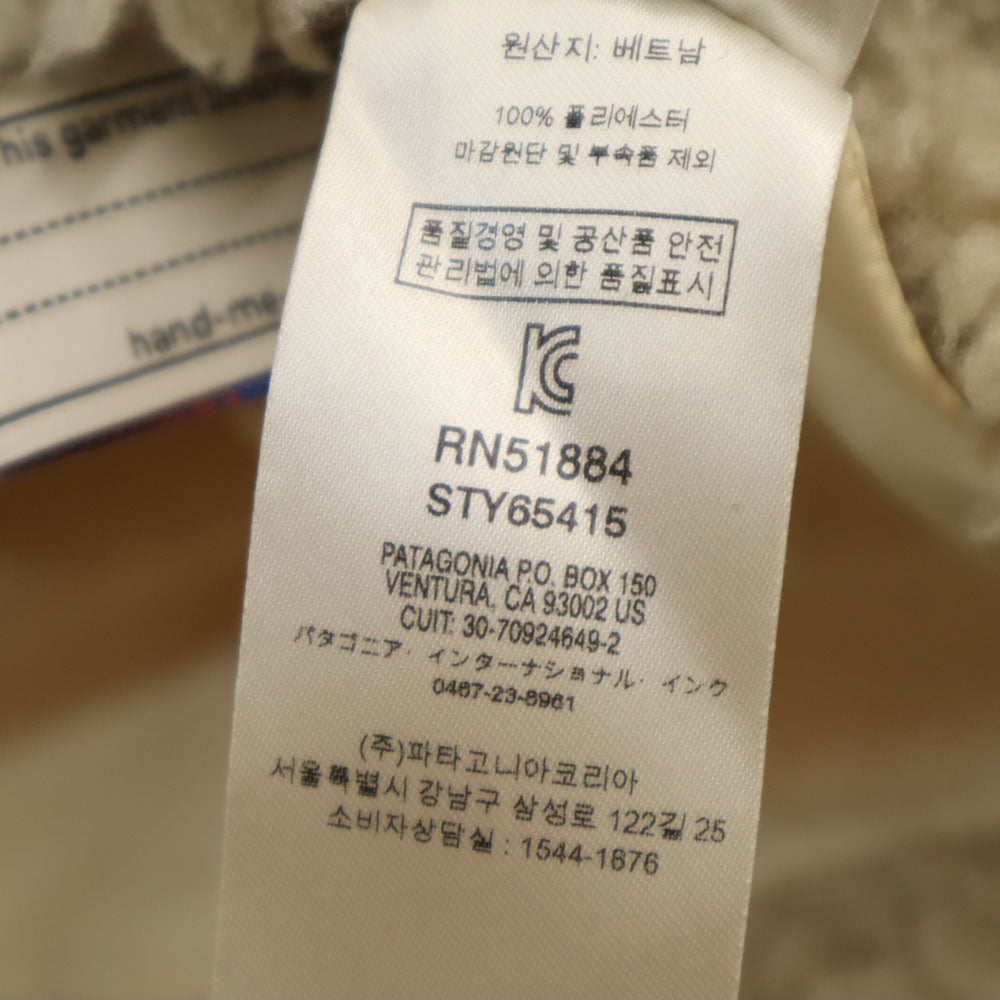 원산지: 베트남
100% 폴리에스터
마감원단 및 부속품 제외
품질경영 및 공산품 안전
관리법에 의한 품질표시
KC
RN51884
STY65415
PATAGONIA P.O. BOX 150
VENTURA, CA 93002 US
CUIT: 30-70924649-2
パタゴニア・インターナショナル・インク
0467-23-8961
(주)파타고니아코리아
서울특별시 강남구 삼성로 122길 25
소비자상담실 : 1544-1876
this garment
hand-me